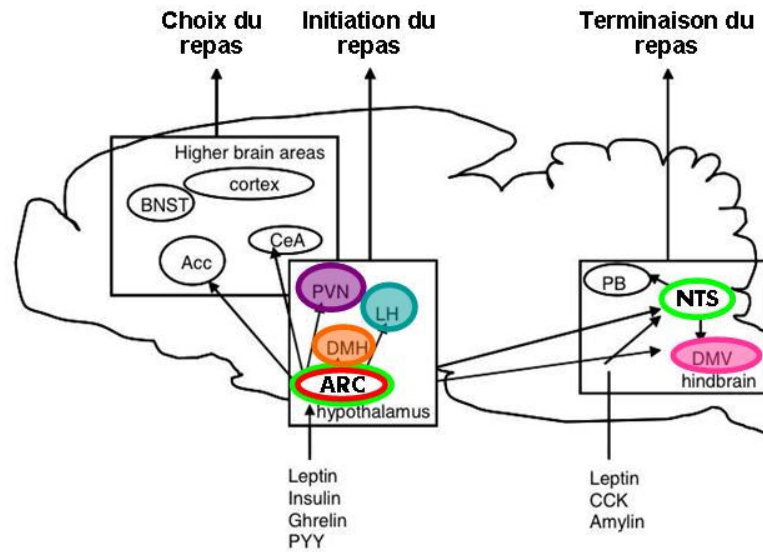 Choix du
repas
Initiation du
repas
Terminaison du
repas
Higher brain areas
cortex
BNST
CeA
Acc
PVN
LH
DMH
ARC
hypothalamus
PB
NTS
DMV
hindbrain
Leptin
Insulin
Ghrelin
PYY
Leptin
CCK
Amylin